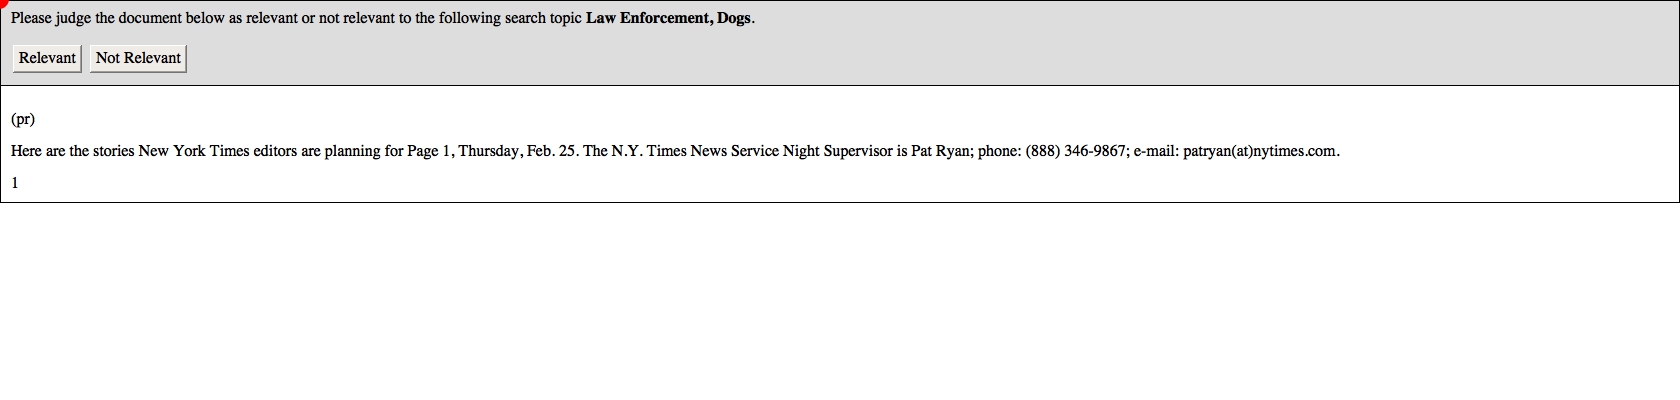 Please judge the document below as relevant or not relevant to the following search topic Law Enforcement, Dogs.
Relevant Not Relevant
(pr)
Here are the stories New York Times editors are planning for Page 1, Thursday, Feb. 25. The N.Y. Times News Service Night Supervisor is Pat Ryan; phone: (888) 346-9867; e-mail: patryan(at)nytimes.com.
1